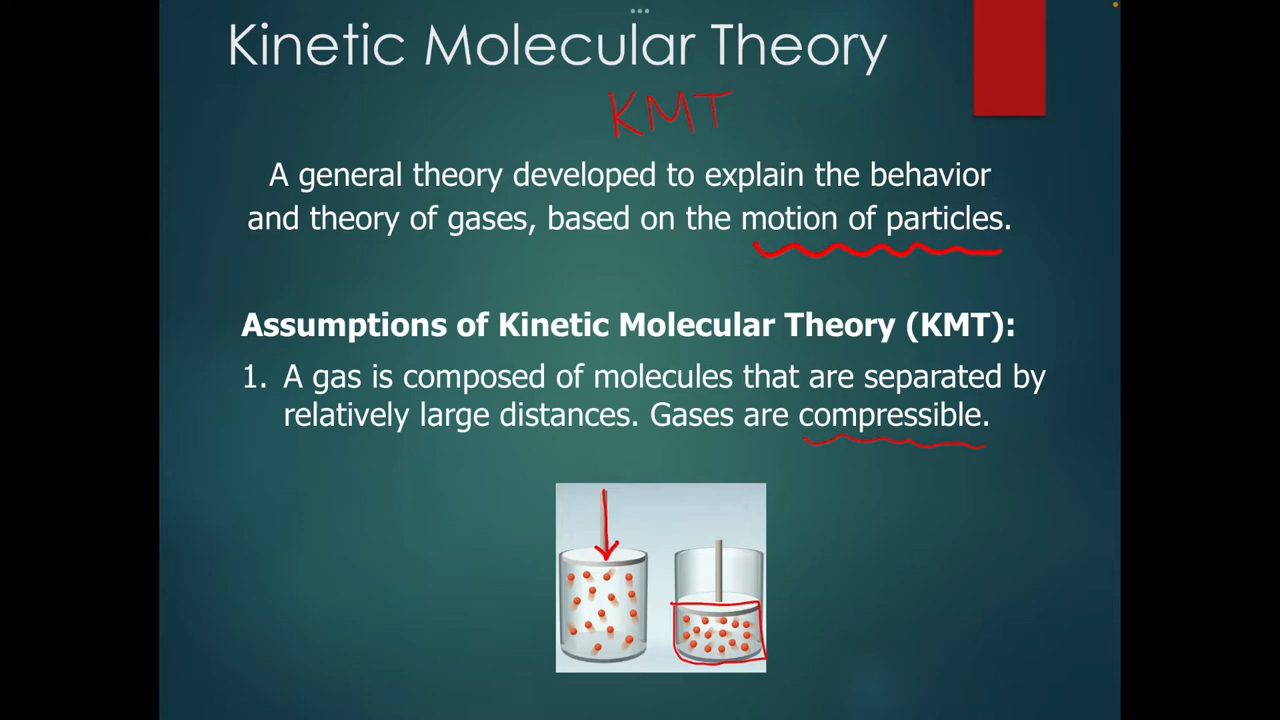 Kinetic Molecular Theory
KMT
A general theory developed to explain the behavior
and theory of gases, based on the motion of particles.
Assumptions of Kinetic Molecular Theory (KMT):
1. A gas is composed of molecules that are separated by
relatively large distances. Gases are compressible.